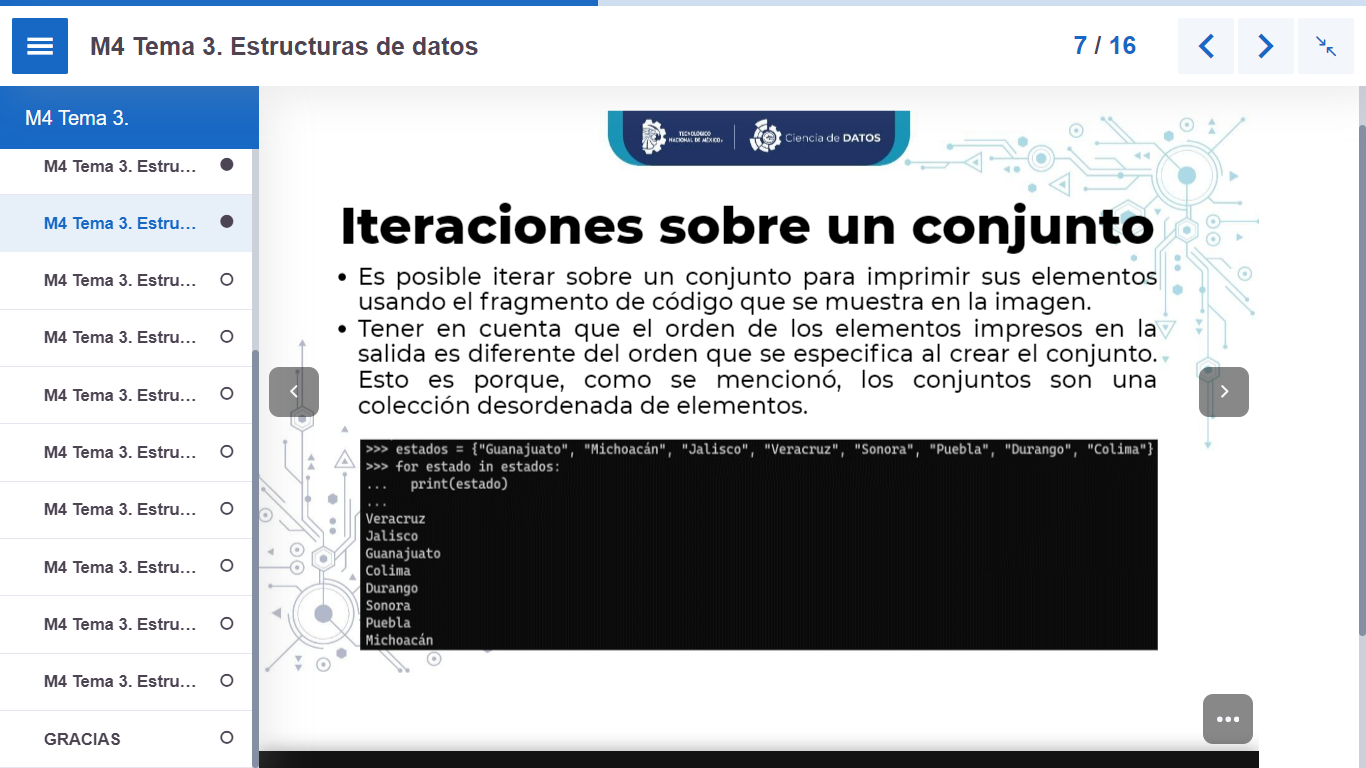 M4 Tema 3. Estructuras de datos
7 / 16
M4 Tema 3.
M4 Tema 3. Estru...
M4 Tema 3. Estru...
M4 Tema 3. Estru...
M4 Tema 3. Estru...
M4 Tema 3. Estru...
M4 Tema 3. Estru...
M4 Tema 3. Estru...
M4 Tema 3. Estru...
M4 Tema 3. Estru...
M4 Tema 3. Estru...
GRACIAS
TECNOLÓGICO
NACIONAL DE MÉXICO
Ciencia de DATOS
Iteraciones sobre un conjunto
• Es posible iterar sobre un conjunto para imprimir sus elementos
usando el fragmento de código que se muestra en la imagen.
• Tener en cuenta que el orden de los elementos impresos en la
salida es diferente del orden que se especifica al crear el conjunto.
Esto es porque, como se mencionó, los conjuntos son una
colección desordenada de elementos.
>>> estados = {"Guanajuato", "Michoacán", "Jalisco", "Veracruz", "Sonora", "Puebla", "Durango", "Colima"}
>>> for estado in estados:
...   print(estado)
...
Veracruz
Jalisco
Guanajuato
Colima
Durango
Sonora
Puebla
Michoacán